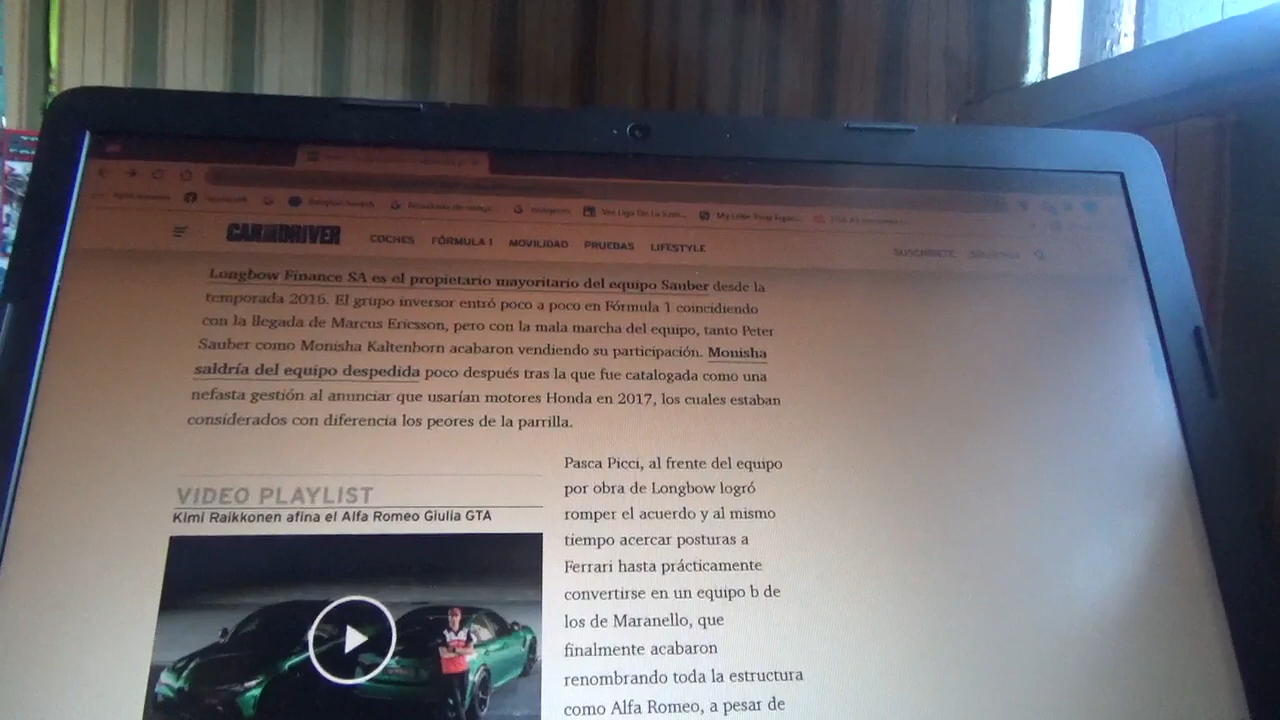 CAR AND DRIVER
COCHES FÓRMULA 1 MOVILIDAD PRUEBAS LIFESTYLE
SUSCRÍBETE
Longbow Finance SA es el propietario mayoritario del equipo Sauber desde la
temporada 2016. El grupo inversor entró poco a poco en Fórmula 1 coincidiendo
con la llegada de Marcus Ericsson, pero con la mala marcha del equipo, tanto Peter
Sauber como Monisha Kaltenborn acabaron vendiendo su participación. Monisha
saldría del equipo despedida poco después tras la que fue catalogada como una
nefasta gestión al anunciar que usarían motores Honda en 2017, los cuales estaban
considerados con diferencia los peores de la parrilla.
VIDEO PLAYLIST
Kimi Raikkonen afina el Alfa Romeo Giulia GTA
Pasca Picci, al frente del equipo
por obra de Longbow logró
romper el acuerdo y al mismo
tiempo acercar posturas a
Ferrari hasta prácticamente
convertirse en un equipo b de
los de Maranello, que
finalmente acabaron
renombrando toda la estructura
como Alfa Romeo, a pesar de